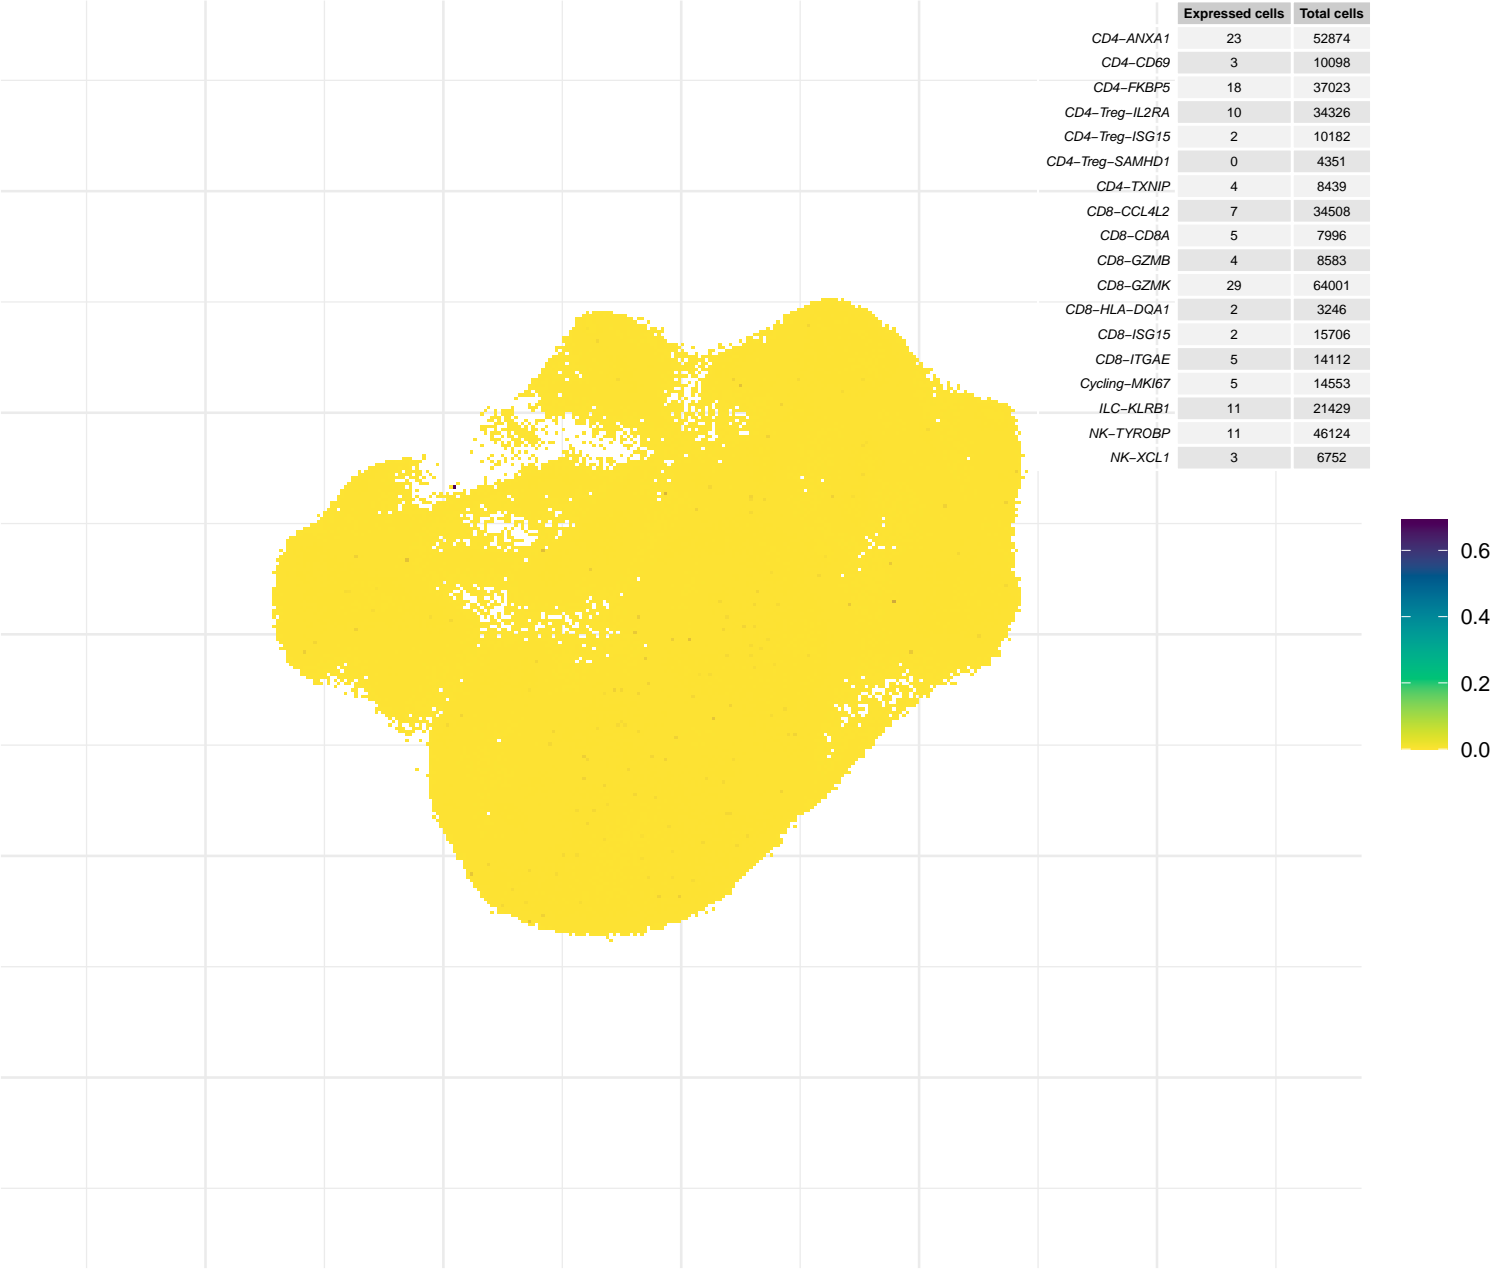 Expressed cells Total cells
CD4−ANXA1 23 52874
CD4−CD69 3 10098
CD4−FKBP5 18 37023
CD4−Treg−IL2RA 10 34326
CD4−Treg−ISG15 2 10182
CD4−Treg−SAMHD1 0 4351
CD4−TXNIP 4 8439
CD8−CCL4L2 7 34508
CD8−CD8A 5 7996
CD8−GZMB 4 8583
CD8−GZMK 29 64001
CD8−HLA−DQA1 2 3246
CD8−ISG15 2 15706
CD8−ITGAE 5 14112
Cycling−MKI67 5 14553
ILC−KLRB1 11 21429
NK−TYROBP 11 46124
NK−XCL1 3 6752
0.6
0.4
0.2
0.0